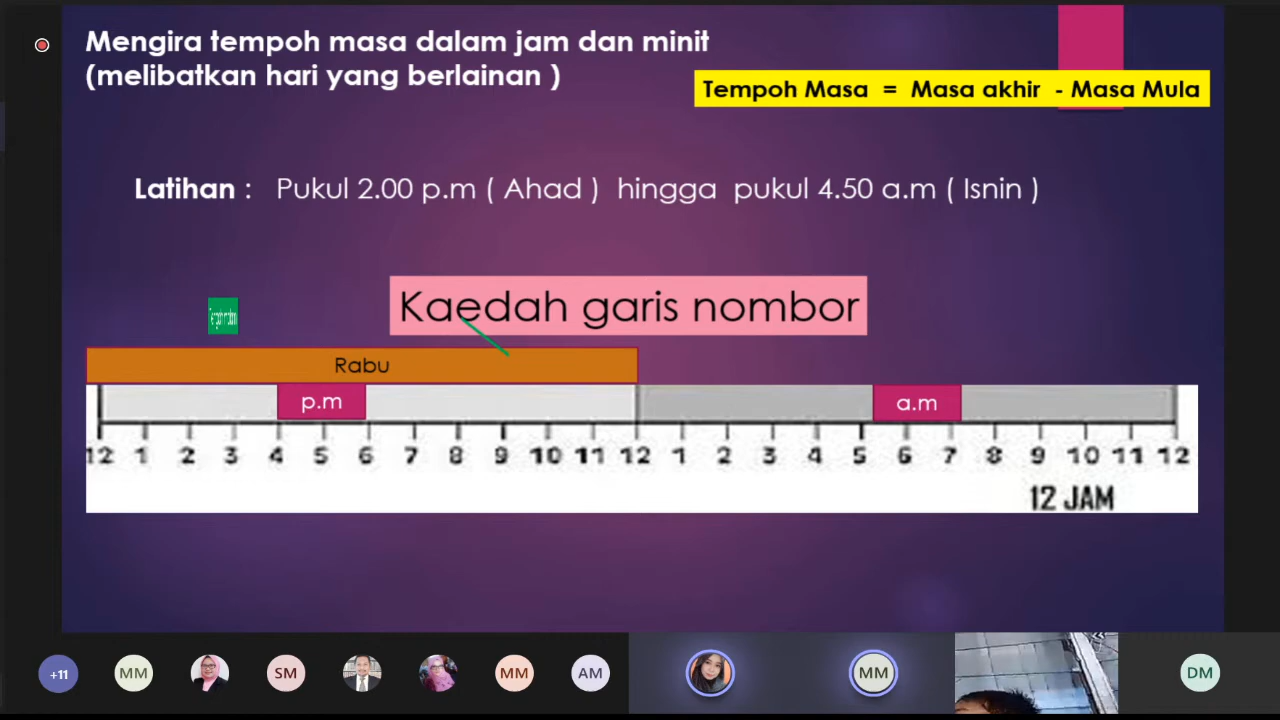 Mengira tempoh masa dalam jam dan minit
(melibatkan hari yang berlainan )
Tempoh Masa = Masa akhir - Masa Mula
Latihan : Pukul 2.00 p.m ( Ahad ) hingga pukul 4.50 a.m ( Isnin )
Kaedah garis nombor
Rabu
p.m
a.m
12 1 2 3 4 5 6 7 8 9 10 11 12 1 2 3 4 5 6 7 8 9 10 11 12
12 JAM
+11
MM
SM
MM
AM
MM
DM